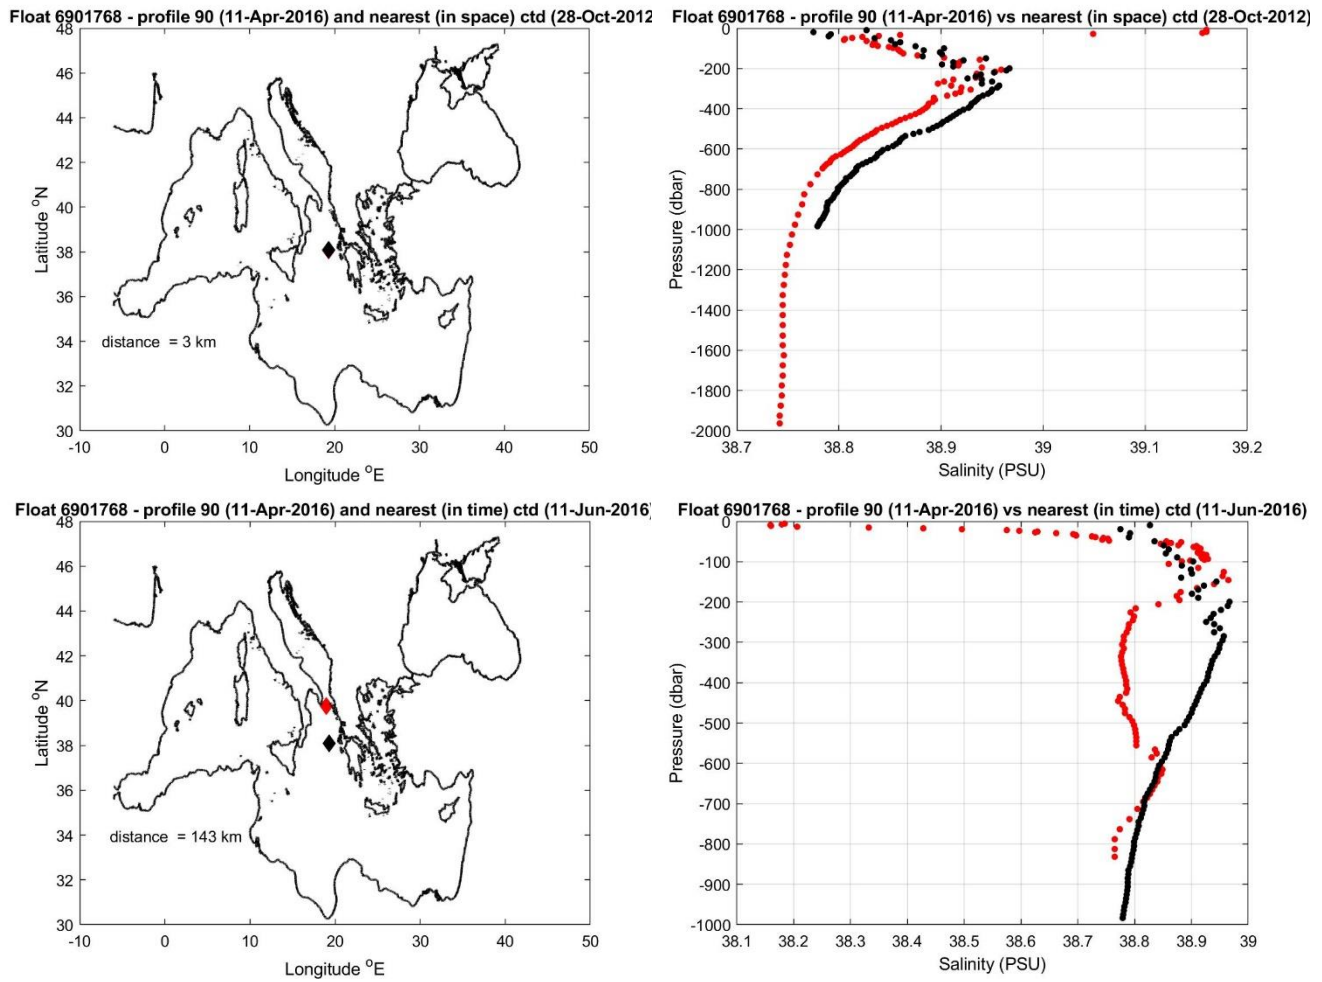 Float 6901768 - profile 90 (11-Apr-2016) and nearest (in space) ctd (28-Oct-2012
48
46
44
42
40
38
36
34
32
30
Latitude °N
distance = 3 km
-10 0 10 20 30 40 50
Longitude °E
Float 6901768 - profile 90 (11-Apr-2016) vs nearest (in space) ctd (28-Oct-2012)
0
-200
-400
-600
-800
-1000
-1200
-1400
-1600
-1800
-2000
Pressure (dbar)
38.7 38.8 38.9 39 39.1 39.2
Salinity (PSU)
Float 6901768 - profile 90 (11-Apr-2016) and nearest (in time) ctd (11-Jun-2016)
48
46
44
42
40
38
36
34
32
30
Latitude °N
distance = 143 km
-10 0 10 20 30 40 50
Longitude °E
Float 6901768 - profile 90 (11-Apr-2016) vs nearest (in time) ctd (11-Jun-2016)
0
-100
-200
-300
-400
-500
-600
-700
-800
-900
-1000
Pressure (dbar)
38.1 38.2 38.3 38.4 38.5 38.6 38.7 38.8 38.9 39
Salinity (PSU)